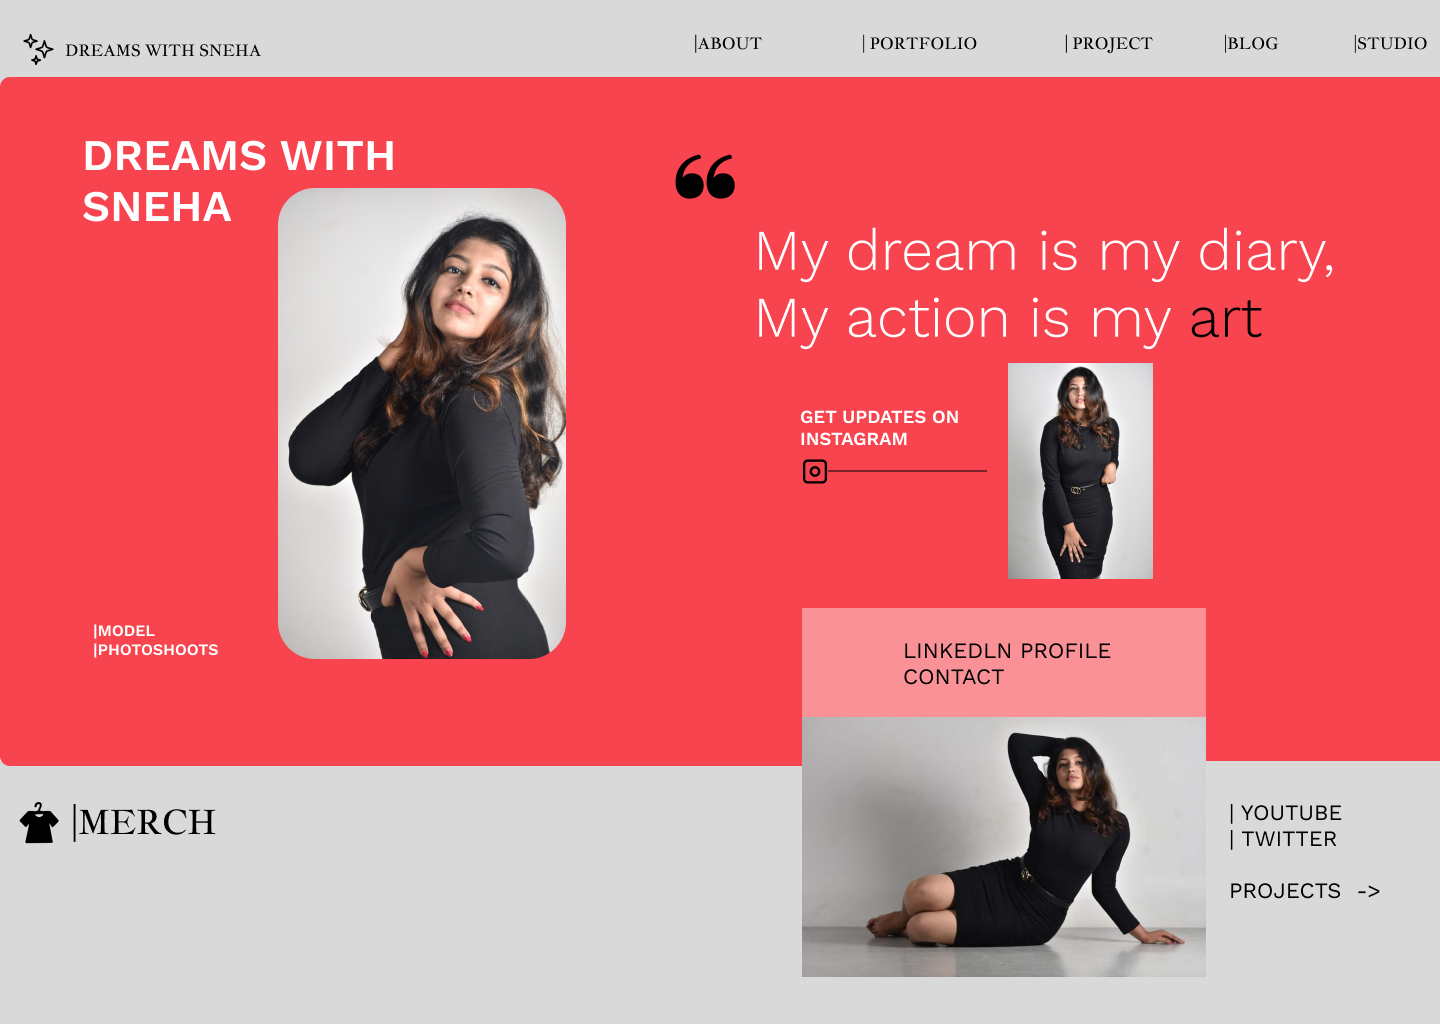 DREAMS WITH SNEHA
|ABOUT
| PORTFOLIO
| PROJECT
|BLOG
|STUDIO
DREAMS WITH
SNEHA
My dream is my diary,
My action is my art
GET UPDATES ON
INSTAGRAM
|MODEL
|PHOTOSHOOTS
LINKEDLN PROFILE
CONTACT
|MERCH
| YOUTUBE
| TWITTER
PROJECTS ->